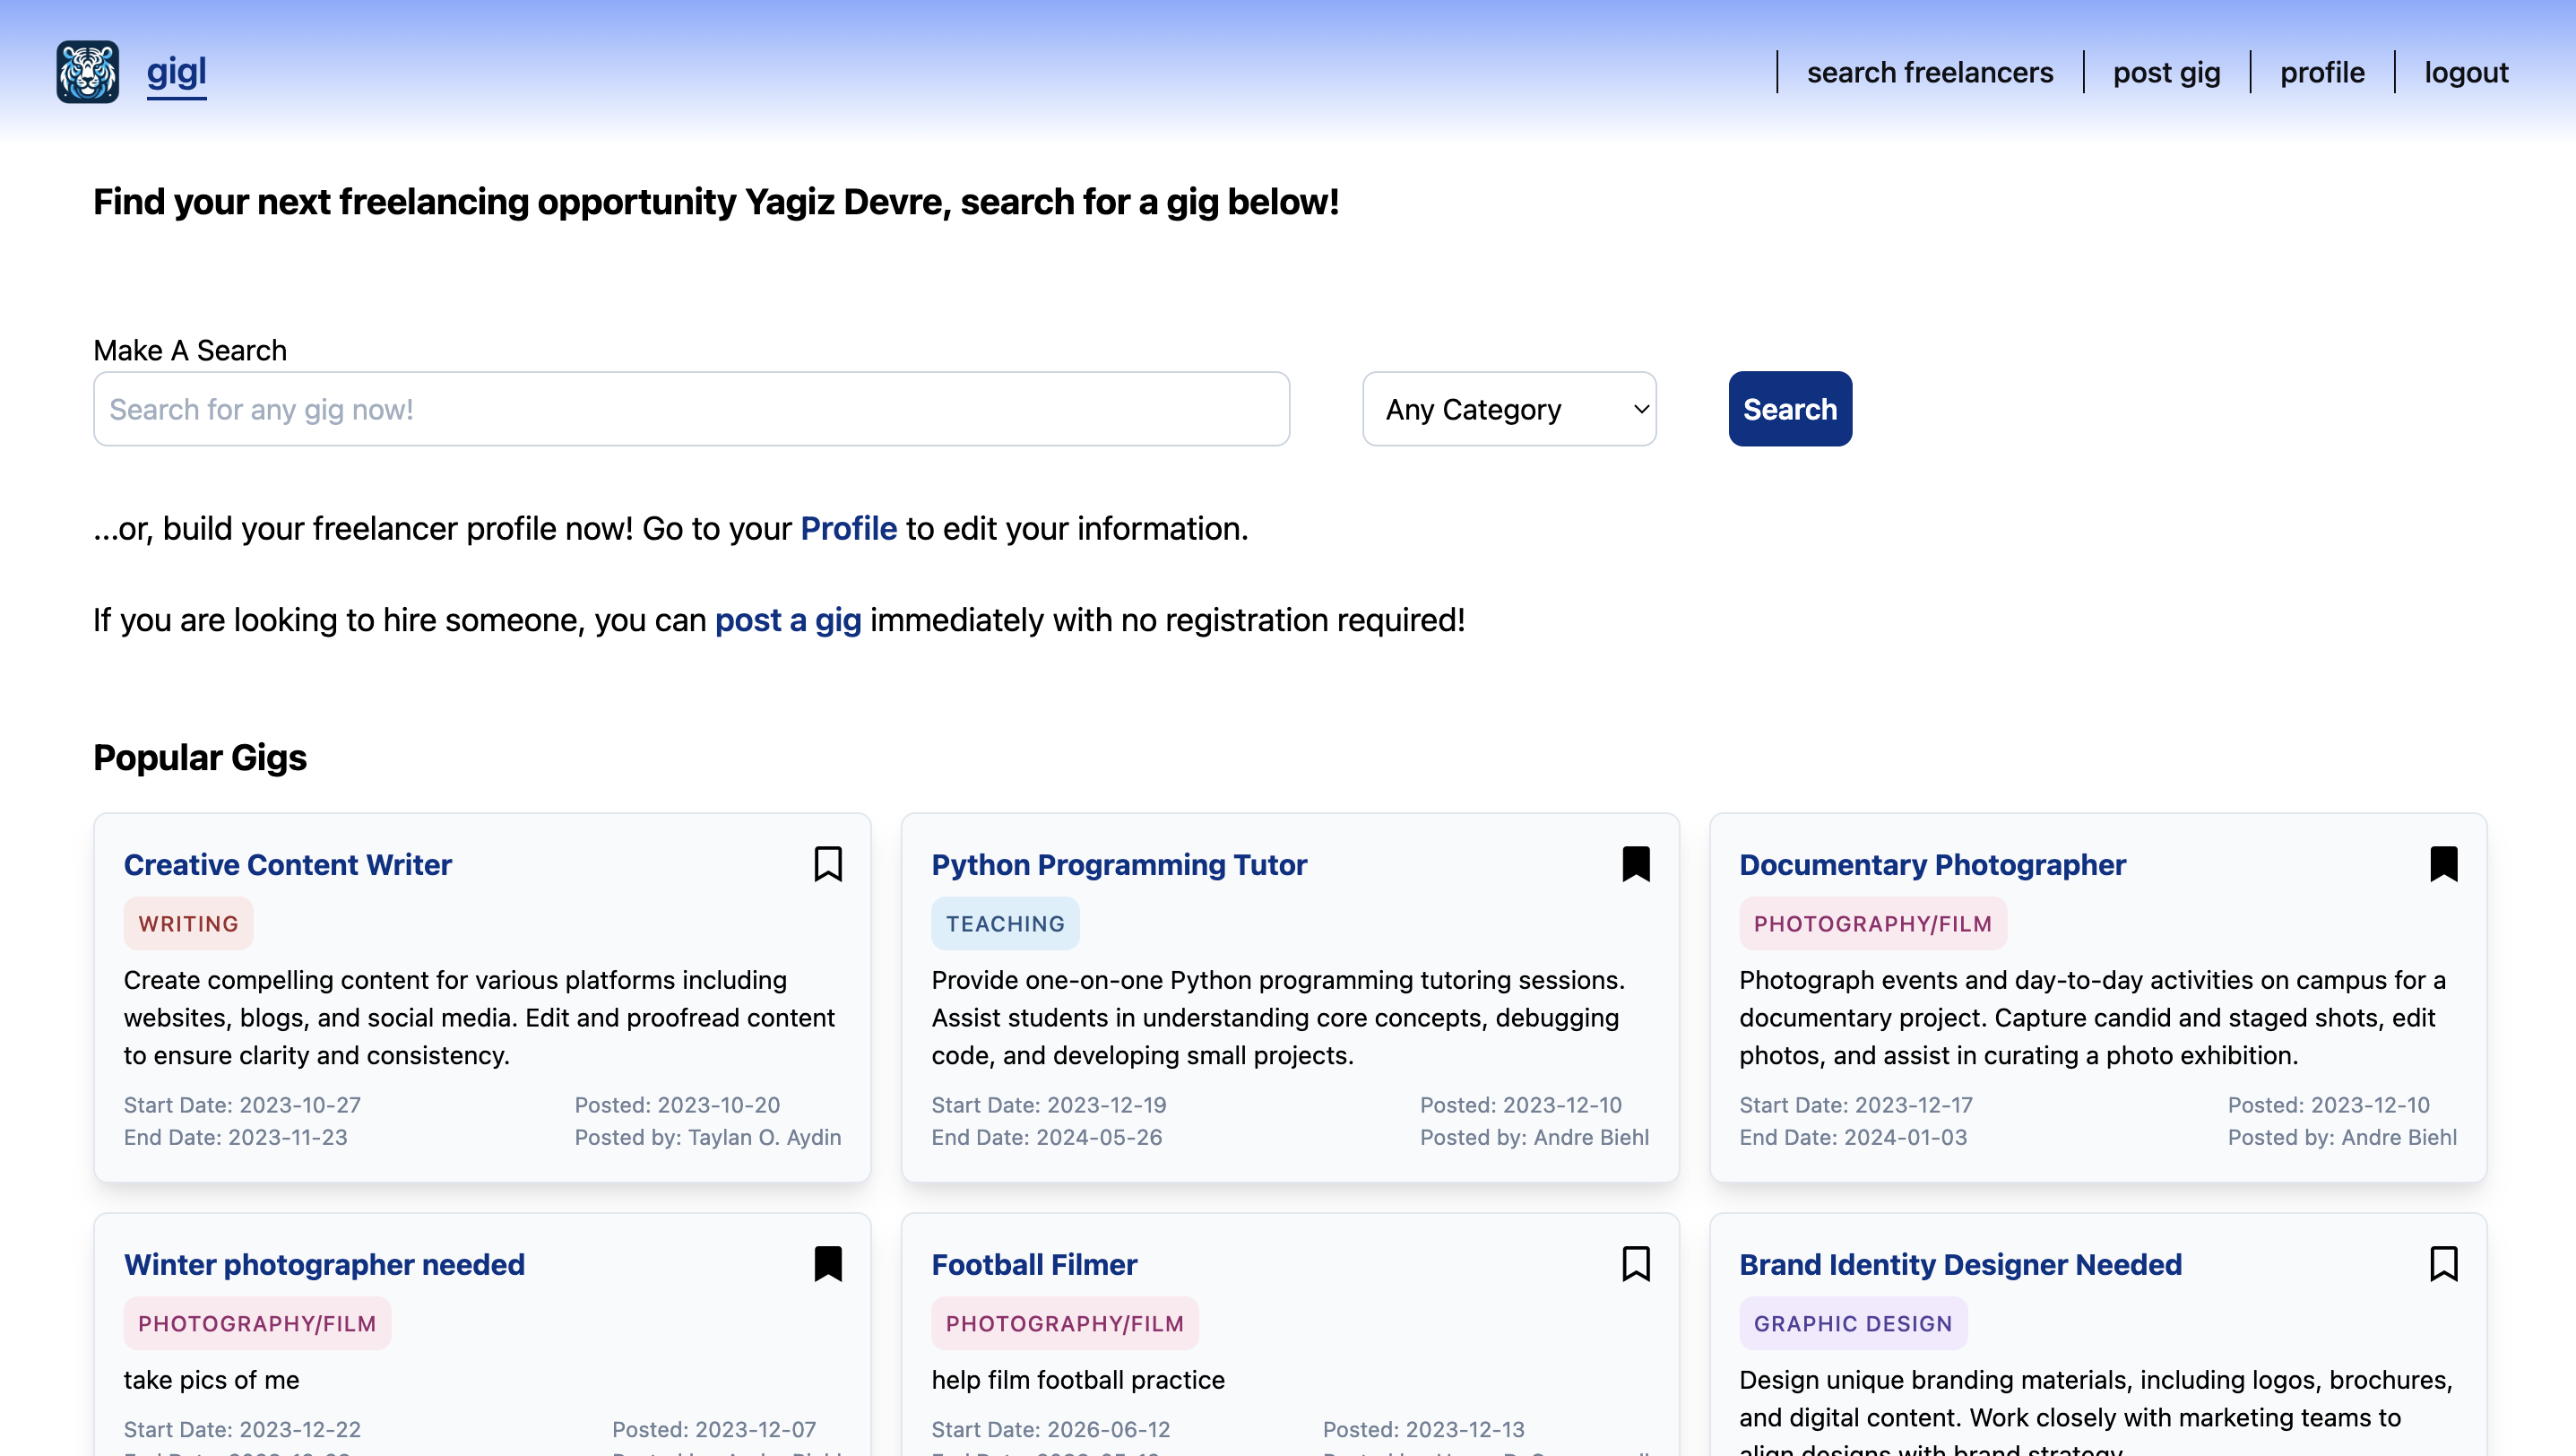 gigl
search freelancers
post gig
profile
logout
Find your next freelancing opportunity Yagiz Devre, search for a gig below!
Make A Search
Search for any gig now!
Any Category
Search
...or, build your freelancer profile now! Go to your Profile to edit your information.
If you are looking to hire someone, you can post a gig immediately with no registration required!
Popular Gigs
Creative Content Writer
WRITING
Create compelling content for various platforms including
websites, blogs, and social media. Edit and proofread content
to ensure clarity and consistency.
Start Date: 2023-10-27
End Date: 2023-11-23
Posted: 2023-10-20
Posted by: Taylan O. Aydin
Python Programming Tutor
TEACHING
Provide one-on-one Python programming tutoring sessions.
Assist students in understanding core concepts, debugging
code, and developing small projects.
Start Date: 2023-12-19
End Date: 2024-05-26
Posted: 2023-12-10
Posted by: Andre Biehl
Documentary Photographer
PHOTOGRAPHY/FILM
Photograph events and day-to-day activities on campus for a
documentary project. Capture candid and staged shots, edit
photos, and assist in curating a photo exhibition.
Start Date: 2023-12-17
End Date: 2024-01-03
Posted: 2023-12-10
Posted by: Andre Biehl
Winter photographer needed
PHOTOGRAPHY/FILM
take pics of me
Start Date: 2023-12-22
Posted: 2023-12-07
Football Filmer
PHOTOGRAPHY/FILM
help film football practice
Start Date: 2026-06-12
Posted: 2023-12-13
Brand Identity Designer Needed
GRAPHIC DESIGN
Design unique branding materials, including logos, brochures,
and digital content. Work closely with marketing teams to
align designs with brand strategy.